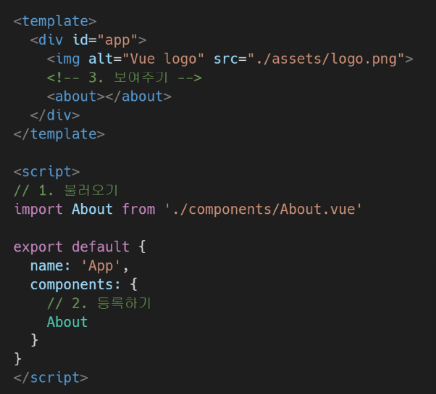 <template>
  <div id="app">
    <img alt="Vue logo" src="./assets/logo.png">
    <!-- 3. 보여주기 -->
    <about></about>
  </div>
</template>

<script>
// 1. 불러오기
import About from './components/About.vue'

export default {
  name: 'App',
  components: {
    // 2. 등록하기
    About
  }
}
</script>